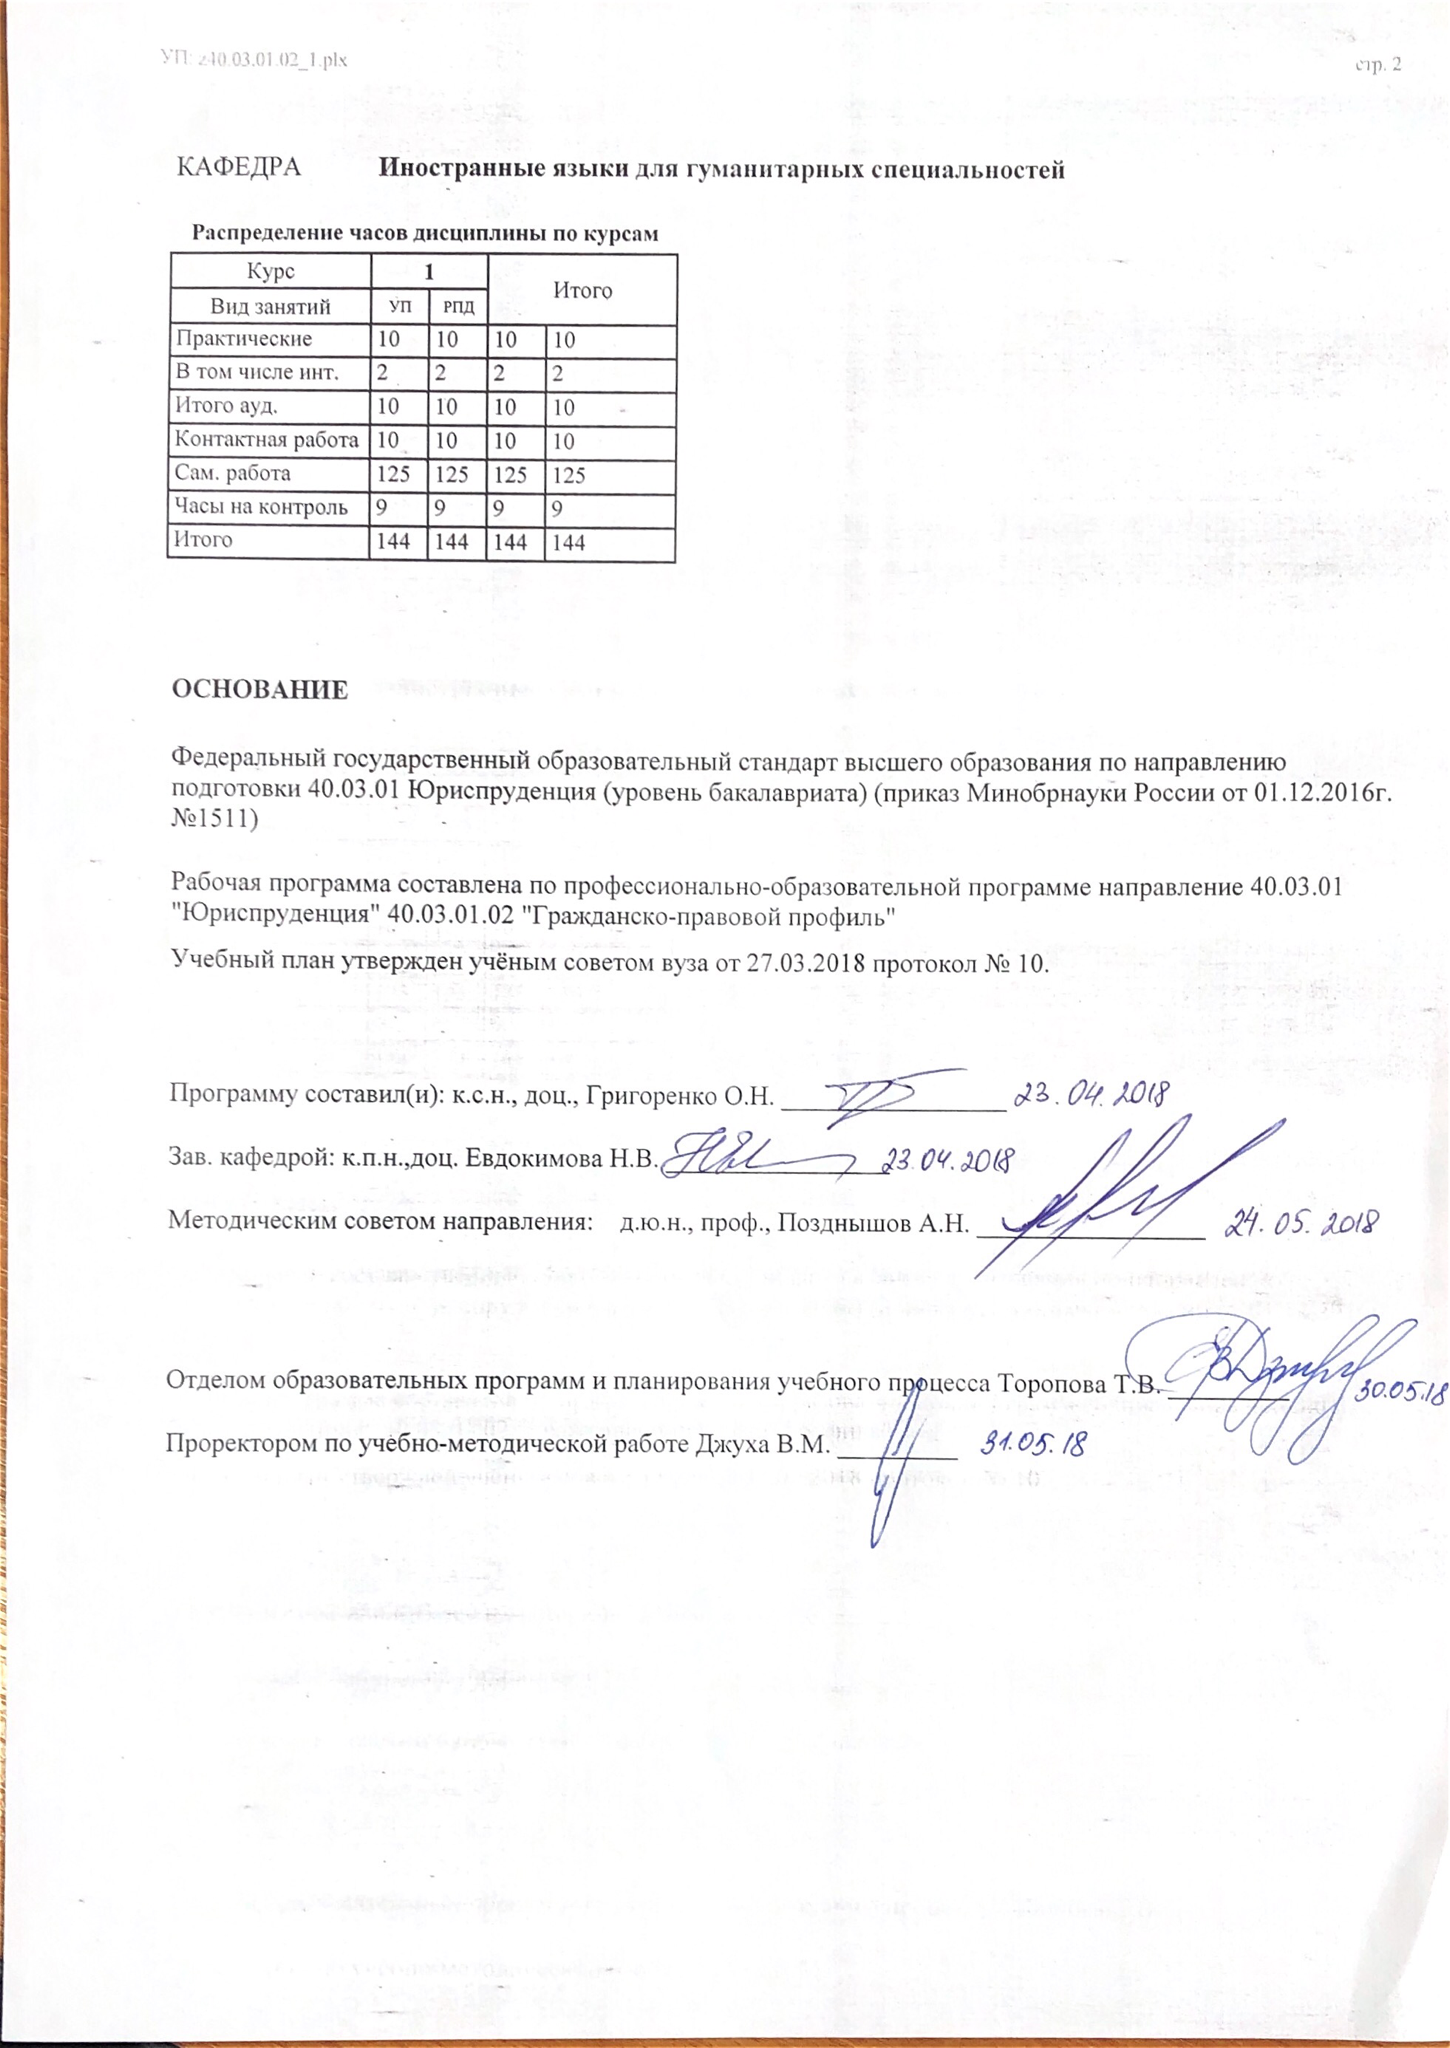 УП: z40.03.01.02_1.plx стр. 2
КАФЕДРА Иностранные языки для гуманитарных специальностей
Распределение часов дисциплины по курсам
Курс 1 Итого
Вид занятий УП РПД
Практические 10 10 10 10
В том числе инт. 2 2 2 2
Итого ауд. 10 10 10 10
Контактная работа 10 10 10 10
Сам. работа 125 125 125 125
Часы на контроль 9 9 9 9
Итого 144 144 144 144
ОСНОВАНИЕ
Федеральный государственный образовательный стандарт высшего образования по направлению
подготовки 40.03.01 Юриспруденция (уровень бакалавриата) (приказ Минобрнауки России от 01.12.2016г.
№1511)
Рабочая программа составлена по профессионально-образовательной программе направление 40.03.01
"Юриспруденция" 40.03.01.02 "Гражданско-правовой профиль"
Учебный план утвержден учёным советом вуза от 27.03.2018 протокол № 10.
Программу составил(и): к.с.н., доц., Григоренко О.Н. 23.04.2018
Зав. кафедрой: к.п.н.,доц. Евдокимова Н.В. 23.04.2018
Методическим советом направления: д.ю.н., проф., Позднышов А.Н. 24.05.2018
Отделом образовательных программ и планирования учебного процесса Торопова Т.В. 30.05.18
Проректором по учебно-методической работе Джуха В.М. 31.05.18